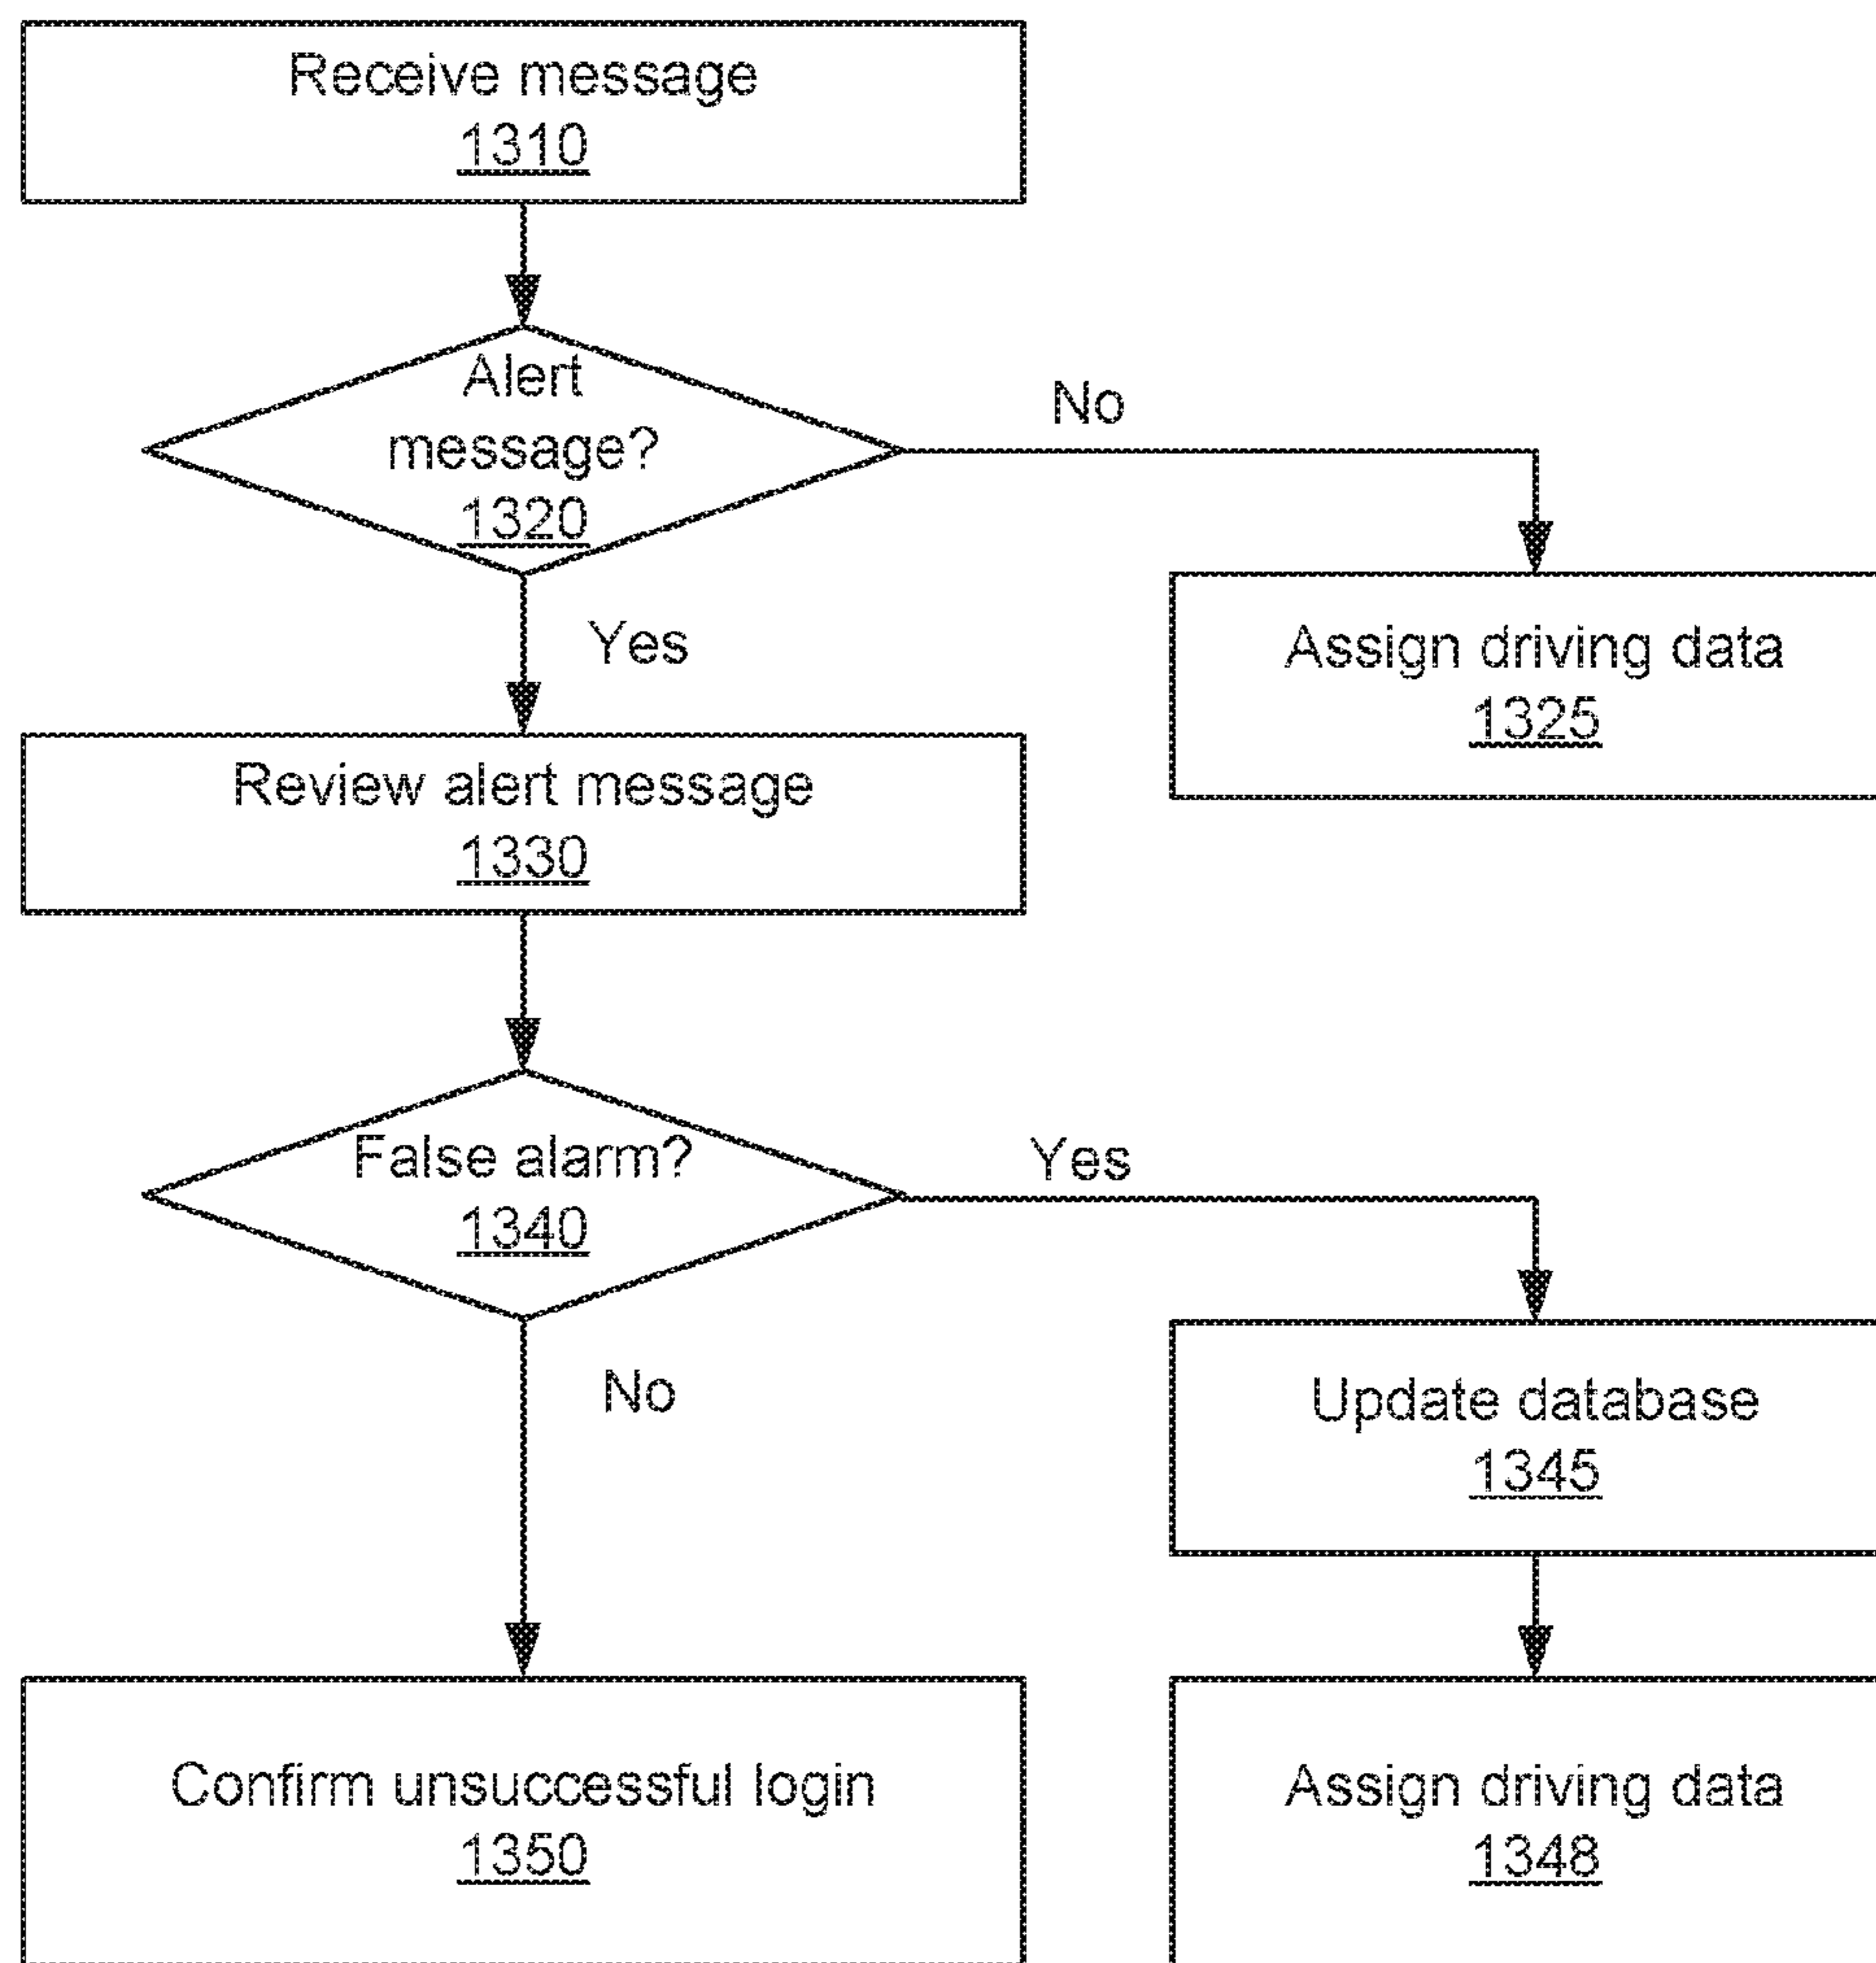 Receive message
1310
Alert
message?
1320
No
Yes
Assign driving data
1325
Review alert message
1330
False alarm?
1340
Yes
No
Update database
1345
Confirm unsuccessful login
1350
Assign driving data
1348